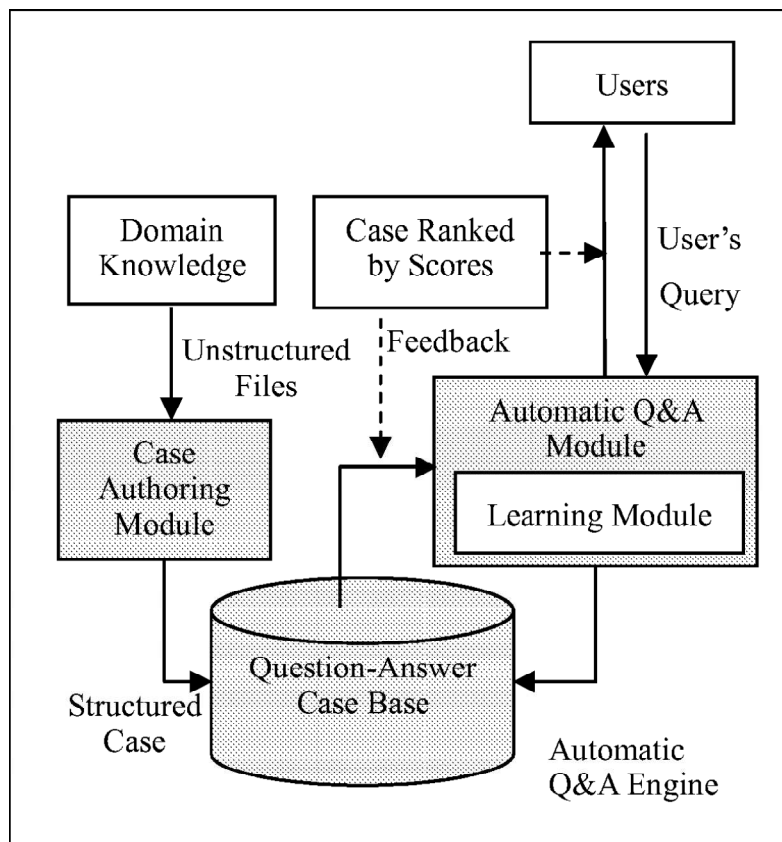 Users
Domain
Knowledge
Case Ranked
by Scores
User’s
Query
Unstructured
Files
Feedback
Automatic Q&A
Module
Learning Module
Case
Authoring
Module
Question-Answer
Case Base
Structured
Case
Automatic
Q&A Engine